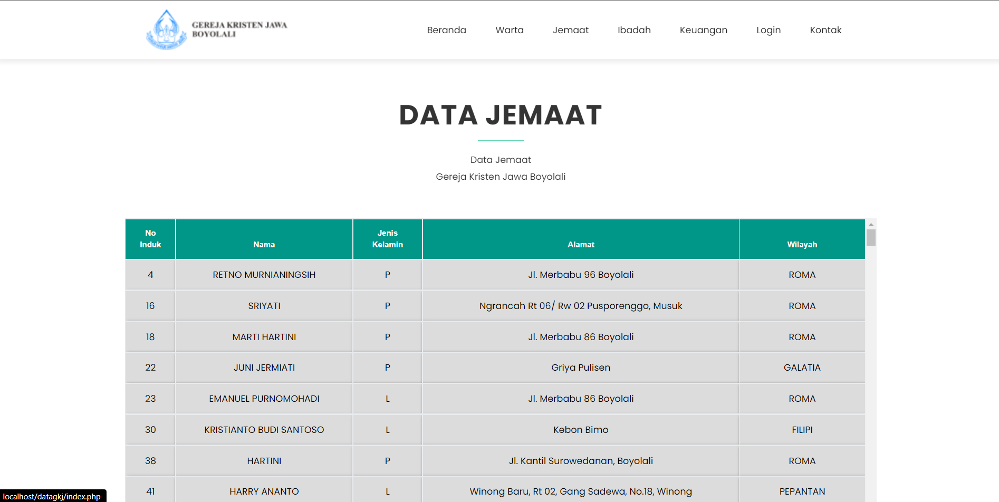 GEREJA KRISTEN JAWA
BOYOLALI
Beranda Warta Jemaat Ibadah Keuangan Login Kontak
DATA JEMAAT
Data Jemaat
Gereja Kristen Jawa Boyolali
No Induk Nama Jenis Kelamin Alamat Wilayah
4 RETNO MURNIANINGSIH P Jl. Merbabu 96 Boyolali ROMA
16 SRIYATI P Ngrancah Rt 06/ Rw 02 Pusporenggo, Musuk ROMA
18 MARTI HARTINI P Jl. Merbabu 86 Boyolali ROMA
22 JUNI JERMIATI P Griya Pulisen GALATIA
23 EMANUEL PURNOMOHADI L Jl. Merbabu 86 Boyolali ROMA
30 KRISTIANTO BUDI SANTOSO L Kebon Bimo FILIPI
38 HARTINI P Jl. Kantil Surowedanan, Boyolali ROMA
41 HARRY ANANTO L Winong Baru, Rt 02, Gang Sadewa, No.18, Winong PEPANTAN
localhost/datagkj/index.php